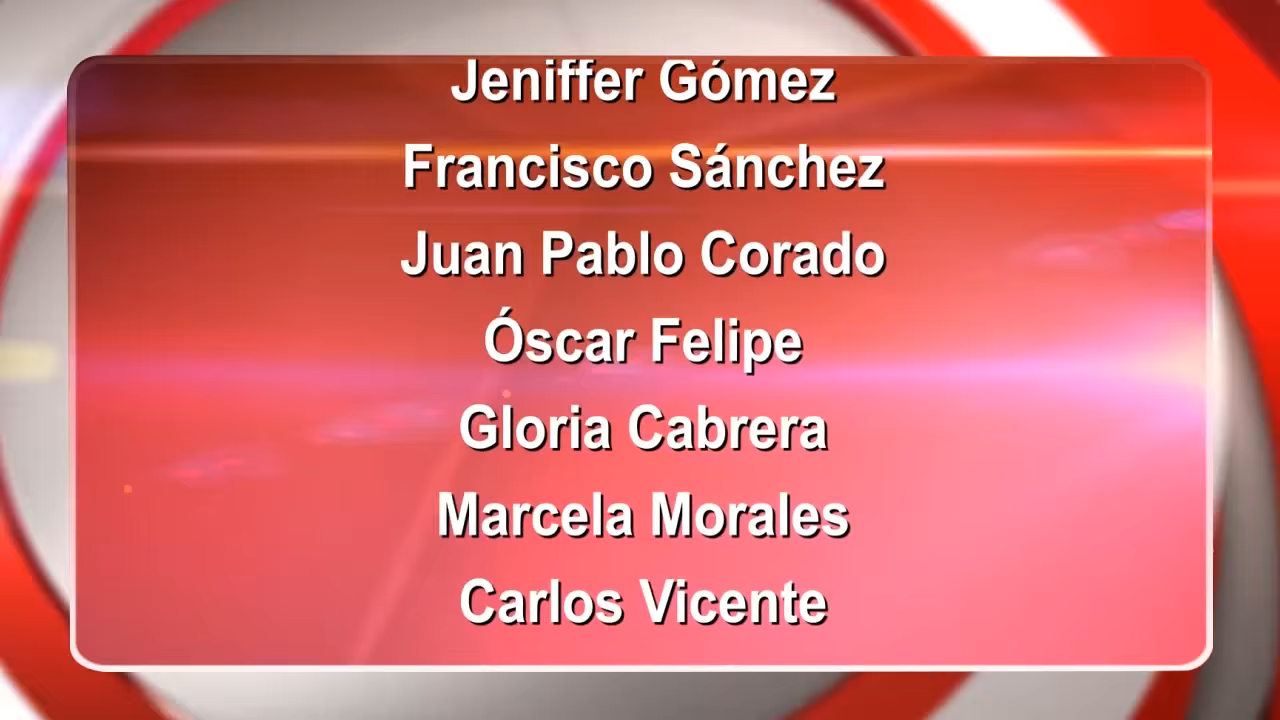 Jeniffer Gómez
Francisco Sánchez
Juan Pablo Corado
Óscar Felipe
Gloria Cabrera
Marcela Morales
Carlos Vicente